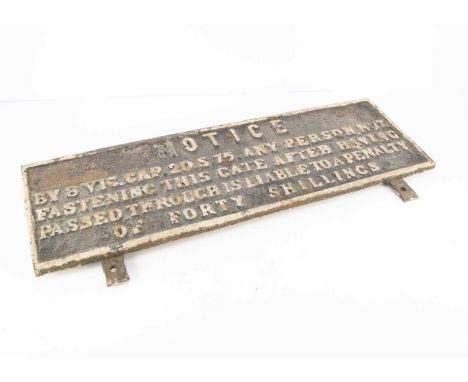 NOTICE
BY 8 VIC. CAP. 20. S. 75. ANY PERSON NOT
FASTENING THIS GATE AFTER HAVING
PASSED THROUGH IS LIABLE TO A PENALTY
OF FORTY SHILLINGS